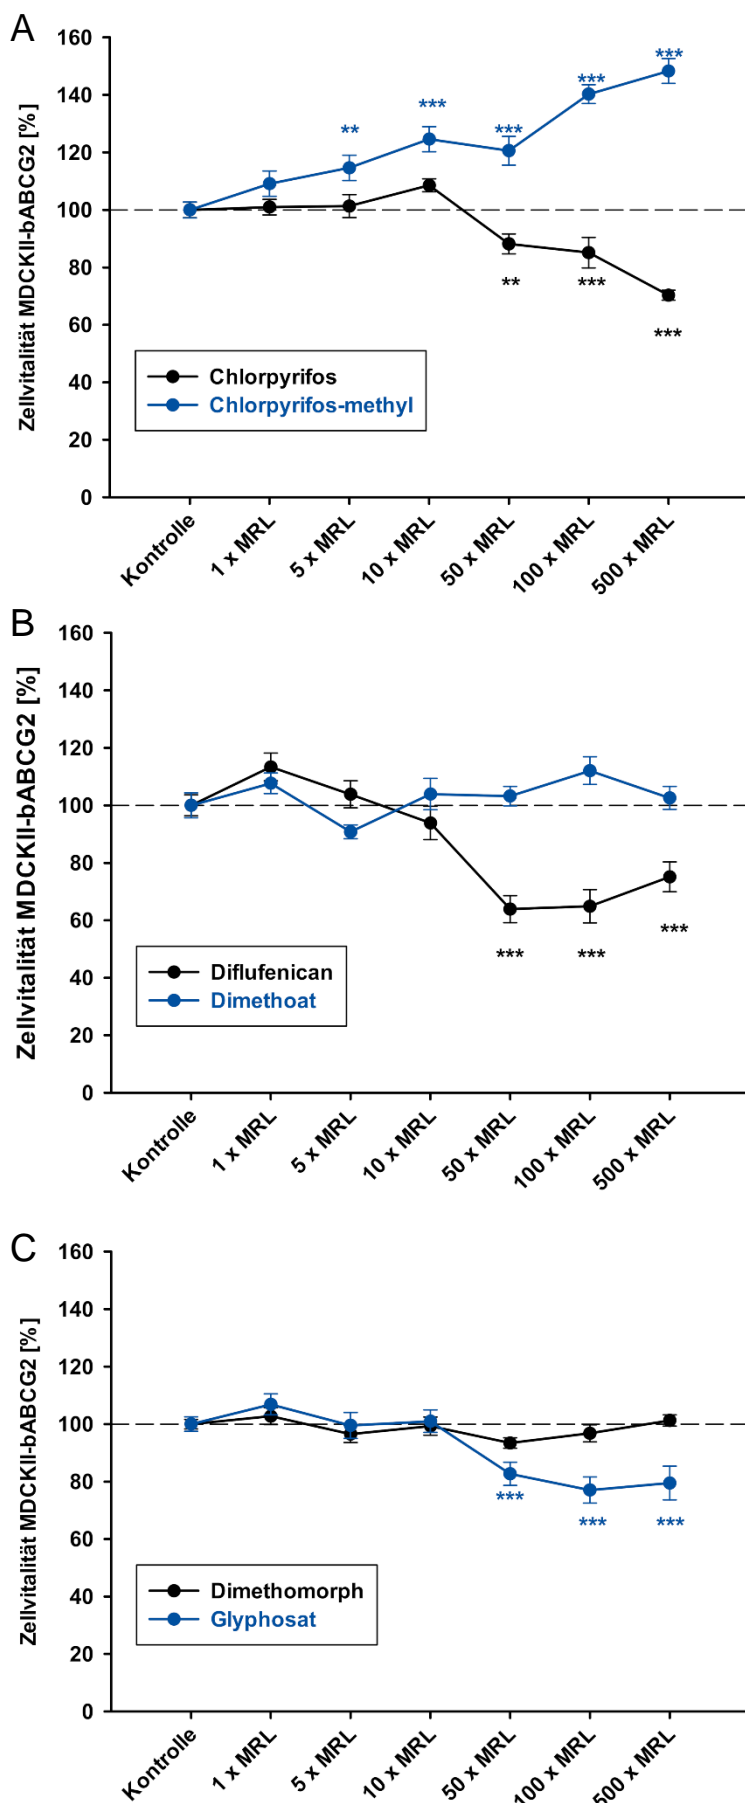 A
Zellvitalität MDCKII-bABCG2 [%]
160
140
120
100
80
60
40
20
0
**
***
***
***
***
**
***
***
Chlorpyrifos
Chlorpyrifos-methyl
Kontrolle
1 x MRL
5 x MRL
10 x MRL
50 x MRL
100 x MRL
500 x MRL
B
Zellvitalität MDCKII-bABCG2 [%]
160
140
120
100
80
60
40
20
0
***
***
***
Diflufenican
Dimethoat
Kontrolle
1 x MRL
5 x MRL
10 x MRL
50 x MRL
100 x MRL
500 x MRL
C
Zellvitalität MDCKII-bABCG2 [%]
160
140
120
100
80
60
40
20
0
***
***
***
Dimethomorph
Glyphosat
Kontrolle
1 x MRL
5 x MRL
10 x MRL
50 x MRL
100 x MRL
500 x MRL